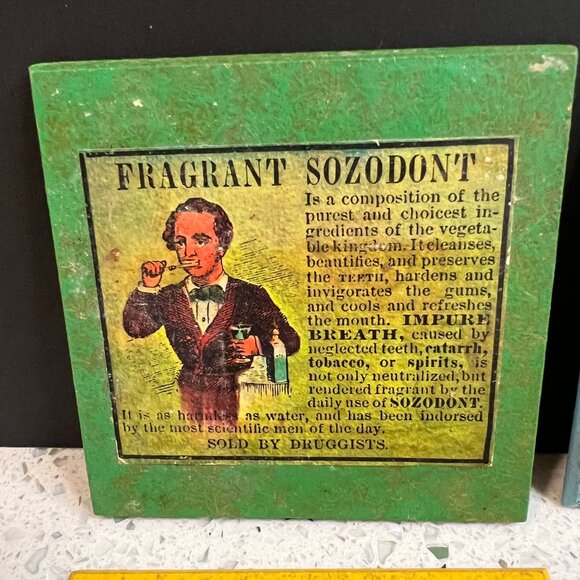 FRAGRANT SOZODONT
Is a composition of the
purest and choicest in-
gredients of the vegeta-
ble kingdom. It cleanses,
beautifies, and preserves
the TEETH, hardens and
invigorates the gums,
and cools and refreshes
the mouth. IMPURE
BREATH, caused by
neglected teeth, catarrh,
tobacco, or spirits, is
not only neutralized, but
rendered fragrant by the
daily use of SOZODONT.
It is as harmless as water, and has been indorsed
by the most scientific men of the day.
SOLD BY DRUGGISTS.